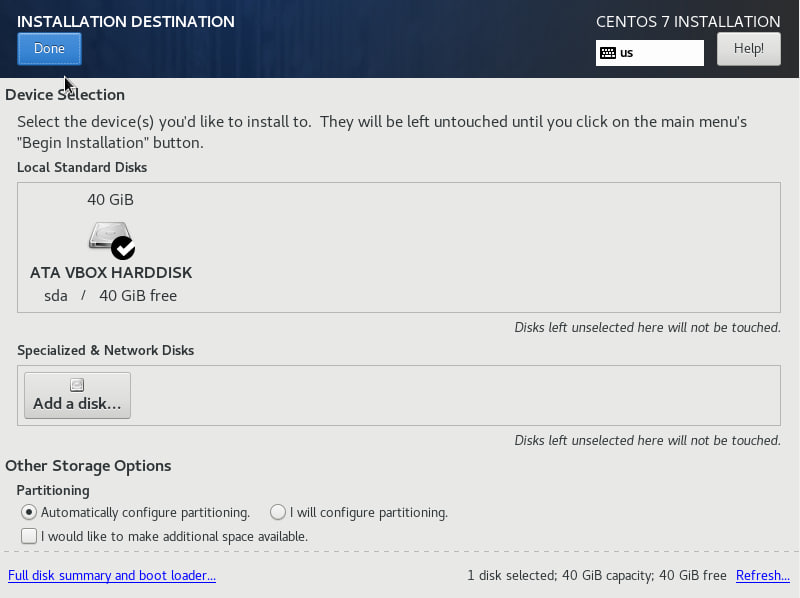 INSTALLATION DESTINATION
CENTOS 7 INSTALLATION
Done
us
Help!
Device Selection
Select the device(s) you'd like to install to.  They will be left untouched until you click on the main menu's
"Begin Installation" button.
Local Standard Disks
40 GiB
ATA VBOX HARDDISK
sda / 40 GiB free
Disks left unselected here will not be touched.
Specialized & Network Disks
Add a disk...
Disks left unselected here will not be touched.
Other Storage Options
Partitioning
Automatically configure partitioning. I will configure partitioning.
I would like to make additional space available.
Full disk summary and boot loader... 1 disk selected; 40 GiB capacity; 40 GiB free Refresh...